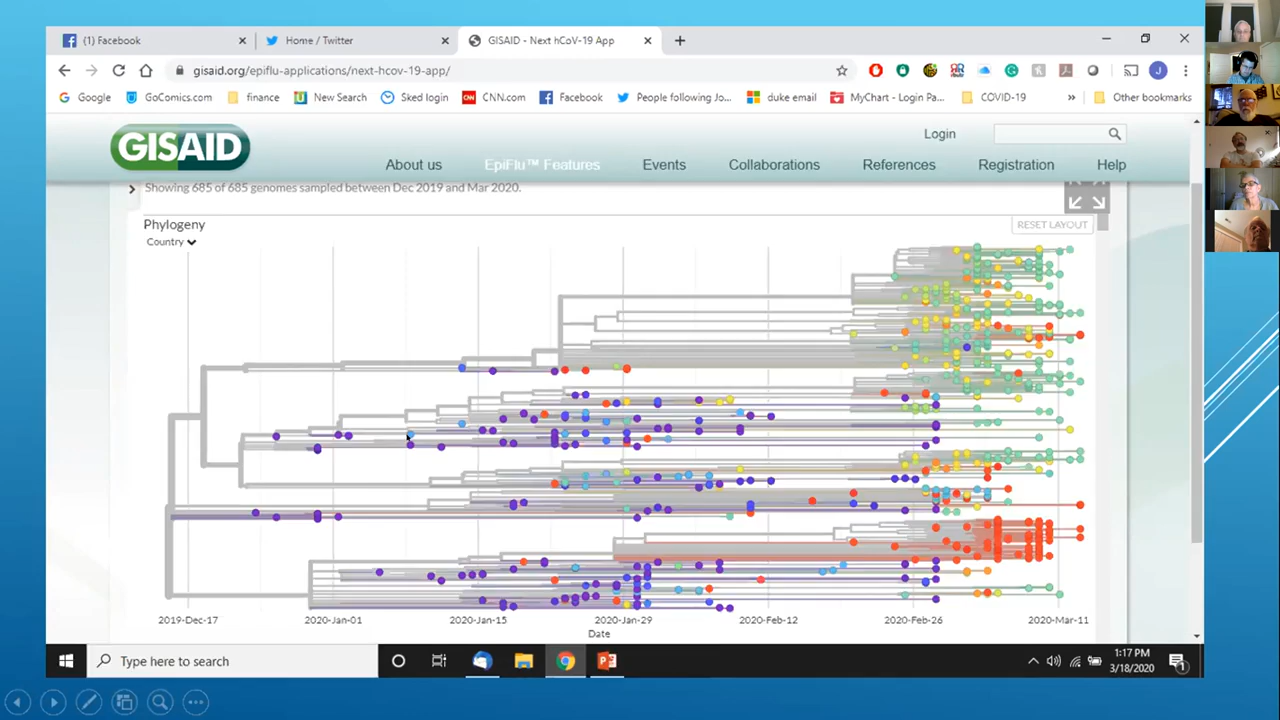 (1) Facebook
Home / Twitter
GISAID - Next hCoV-19 App
gisaid.org/epiflu-applications/next-hcov-19-app/
Google GoComics.com finance New Search Sked login CNN.com Facebook People following Jo... duke email MyChart - Login Pa... COVID-19 » Other bookmarks
GISAID
Login
About us EpiFlu™ Features Events Collaborations References Registration Help
Showing 685 of 685 genomes sampled between Dec 2019 and Mar 2020.
Phylogeny
RESET LAYOUT
Country
2019-Dec-17 2020-Jan-01 2020-Jan-15 2020-Jan-29 2020-Feb-12 2020-Feb-26 2020-Mar-11
Date
Type here to search
1:17 PM
3/18/2020
1